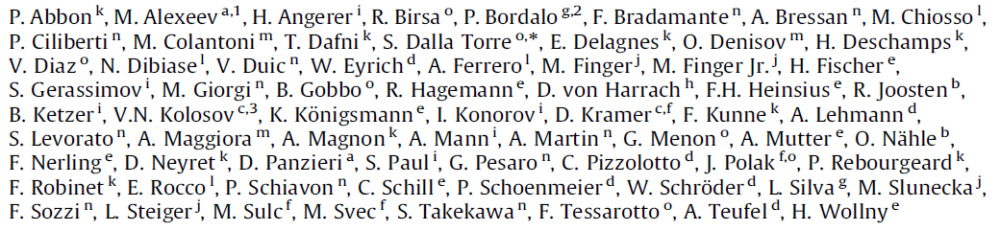 P. Abbon k, M. Alexeev a,1, H. Angerer i, R. Birsa o, P. Bordalo g,2, F. Bradamante n, A. Bressan n, M. Chiosso l,
P. Ciliberti n, M. Colantoni m, T. Dafni k, S. Dalla Torre o,*, E. Delagnes k, O. Denisov m, H. Deschamps k,
V. Diaz o, N. Dibiase l, V. Duic n, W. Eyrich d, A. Ferrero l, M. Finger j, M. Finger Jr. j, H. Fischer e,
S. Gerassimov i, M. Giorgi n, B. Gobbo o, R. Hagemann e, D. von Harrach h, F.H. Heinsius e, R. Joosten b,
B. Ketzer i, V.N. Kolosov c,3, K. Königsmann e, I. Konorov i, D. Kramer c,f, F. Kunne k, A. Lehmann d,
S. Levorato n, A. Maggiora m, A. Magnon k, A. Mann i, A. Martin n, G. Menon o, A. Mutter e, O. Nähle b,
F. Nerling e, D. Neyret k, D. Panzieri a, S. Paul i, G. Pesaro n, C. Pizzolotto d, J. Polak f,o, P. Rebourgeard k,
F. Robinet k, E. Rocco l, P. Schiavon n, C. Schill e, P. Schoenmeier d, W. Schröder d, L. Silva g, M. Slunecka j,
F. Sozzi n, L. Steiger j, M. Sulc f, M. Svec f, S. Takekawa n, F. Tessarotto o, A. Teufel d, H. Wollny e